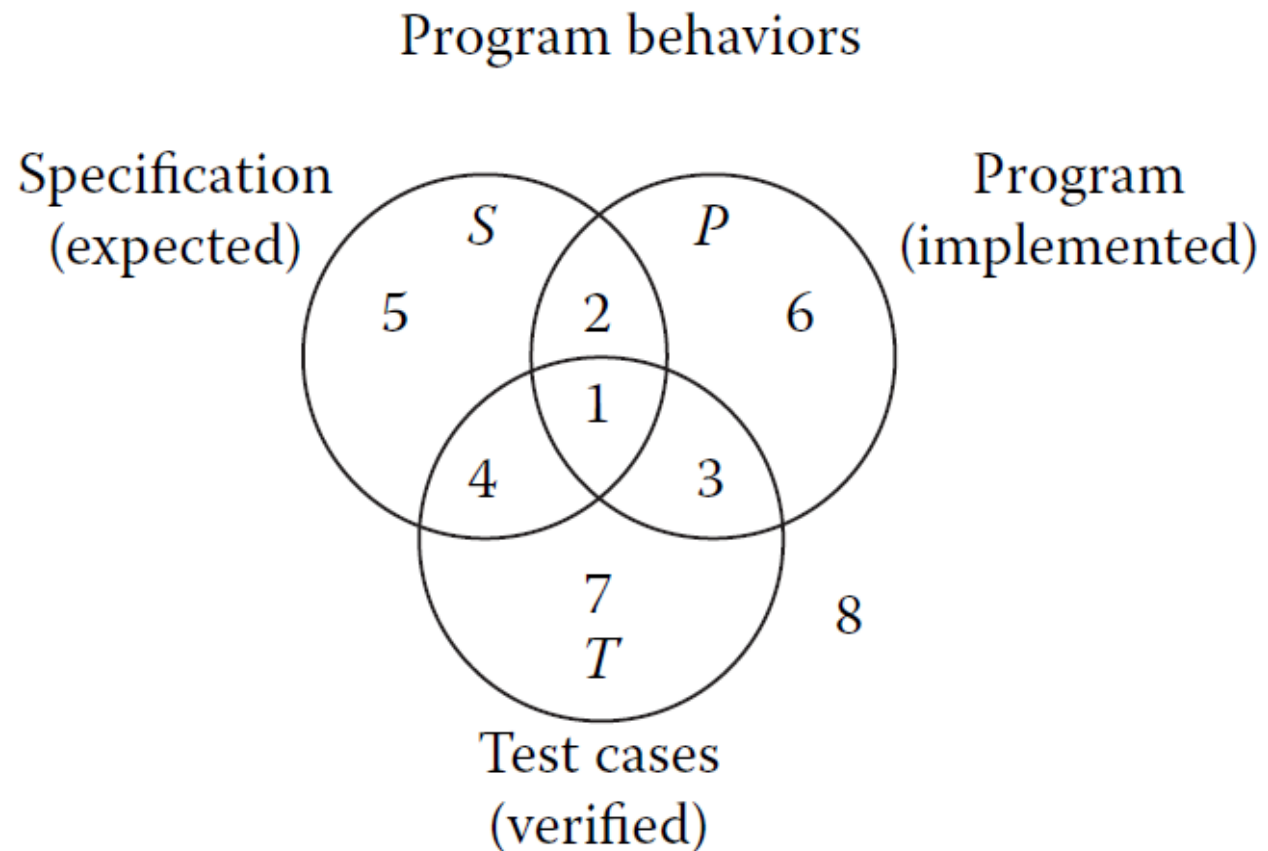 Program behaviors
Specification
(expected)
Program
(implemented)
S
P
5
2
6
1
4
3
7
8
T
Test cases
(verified)